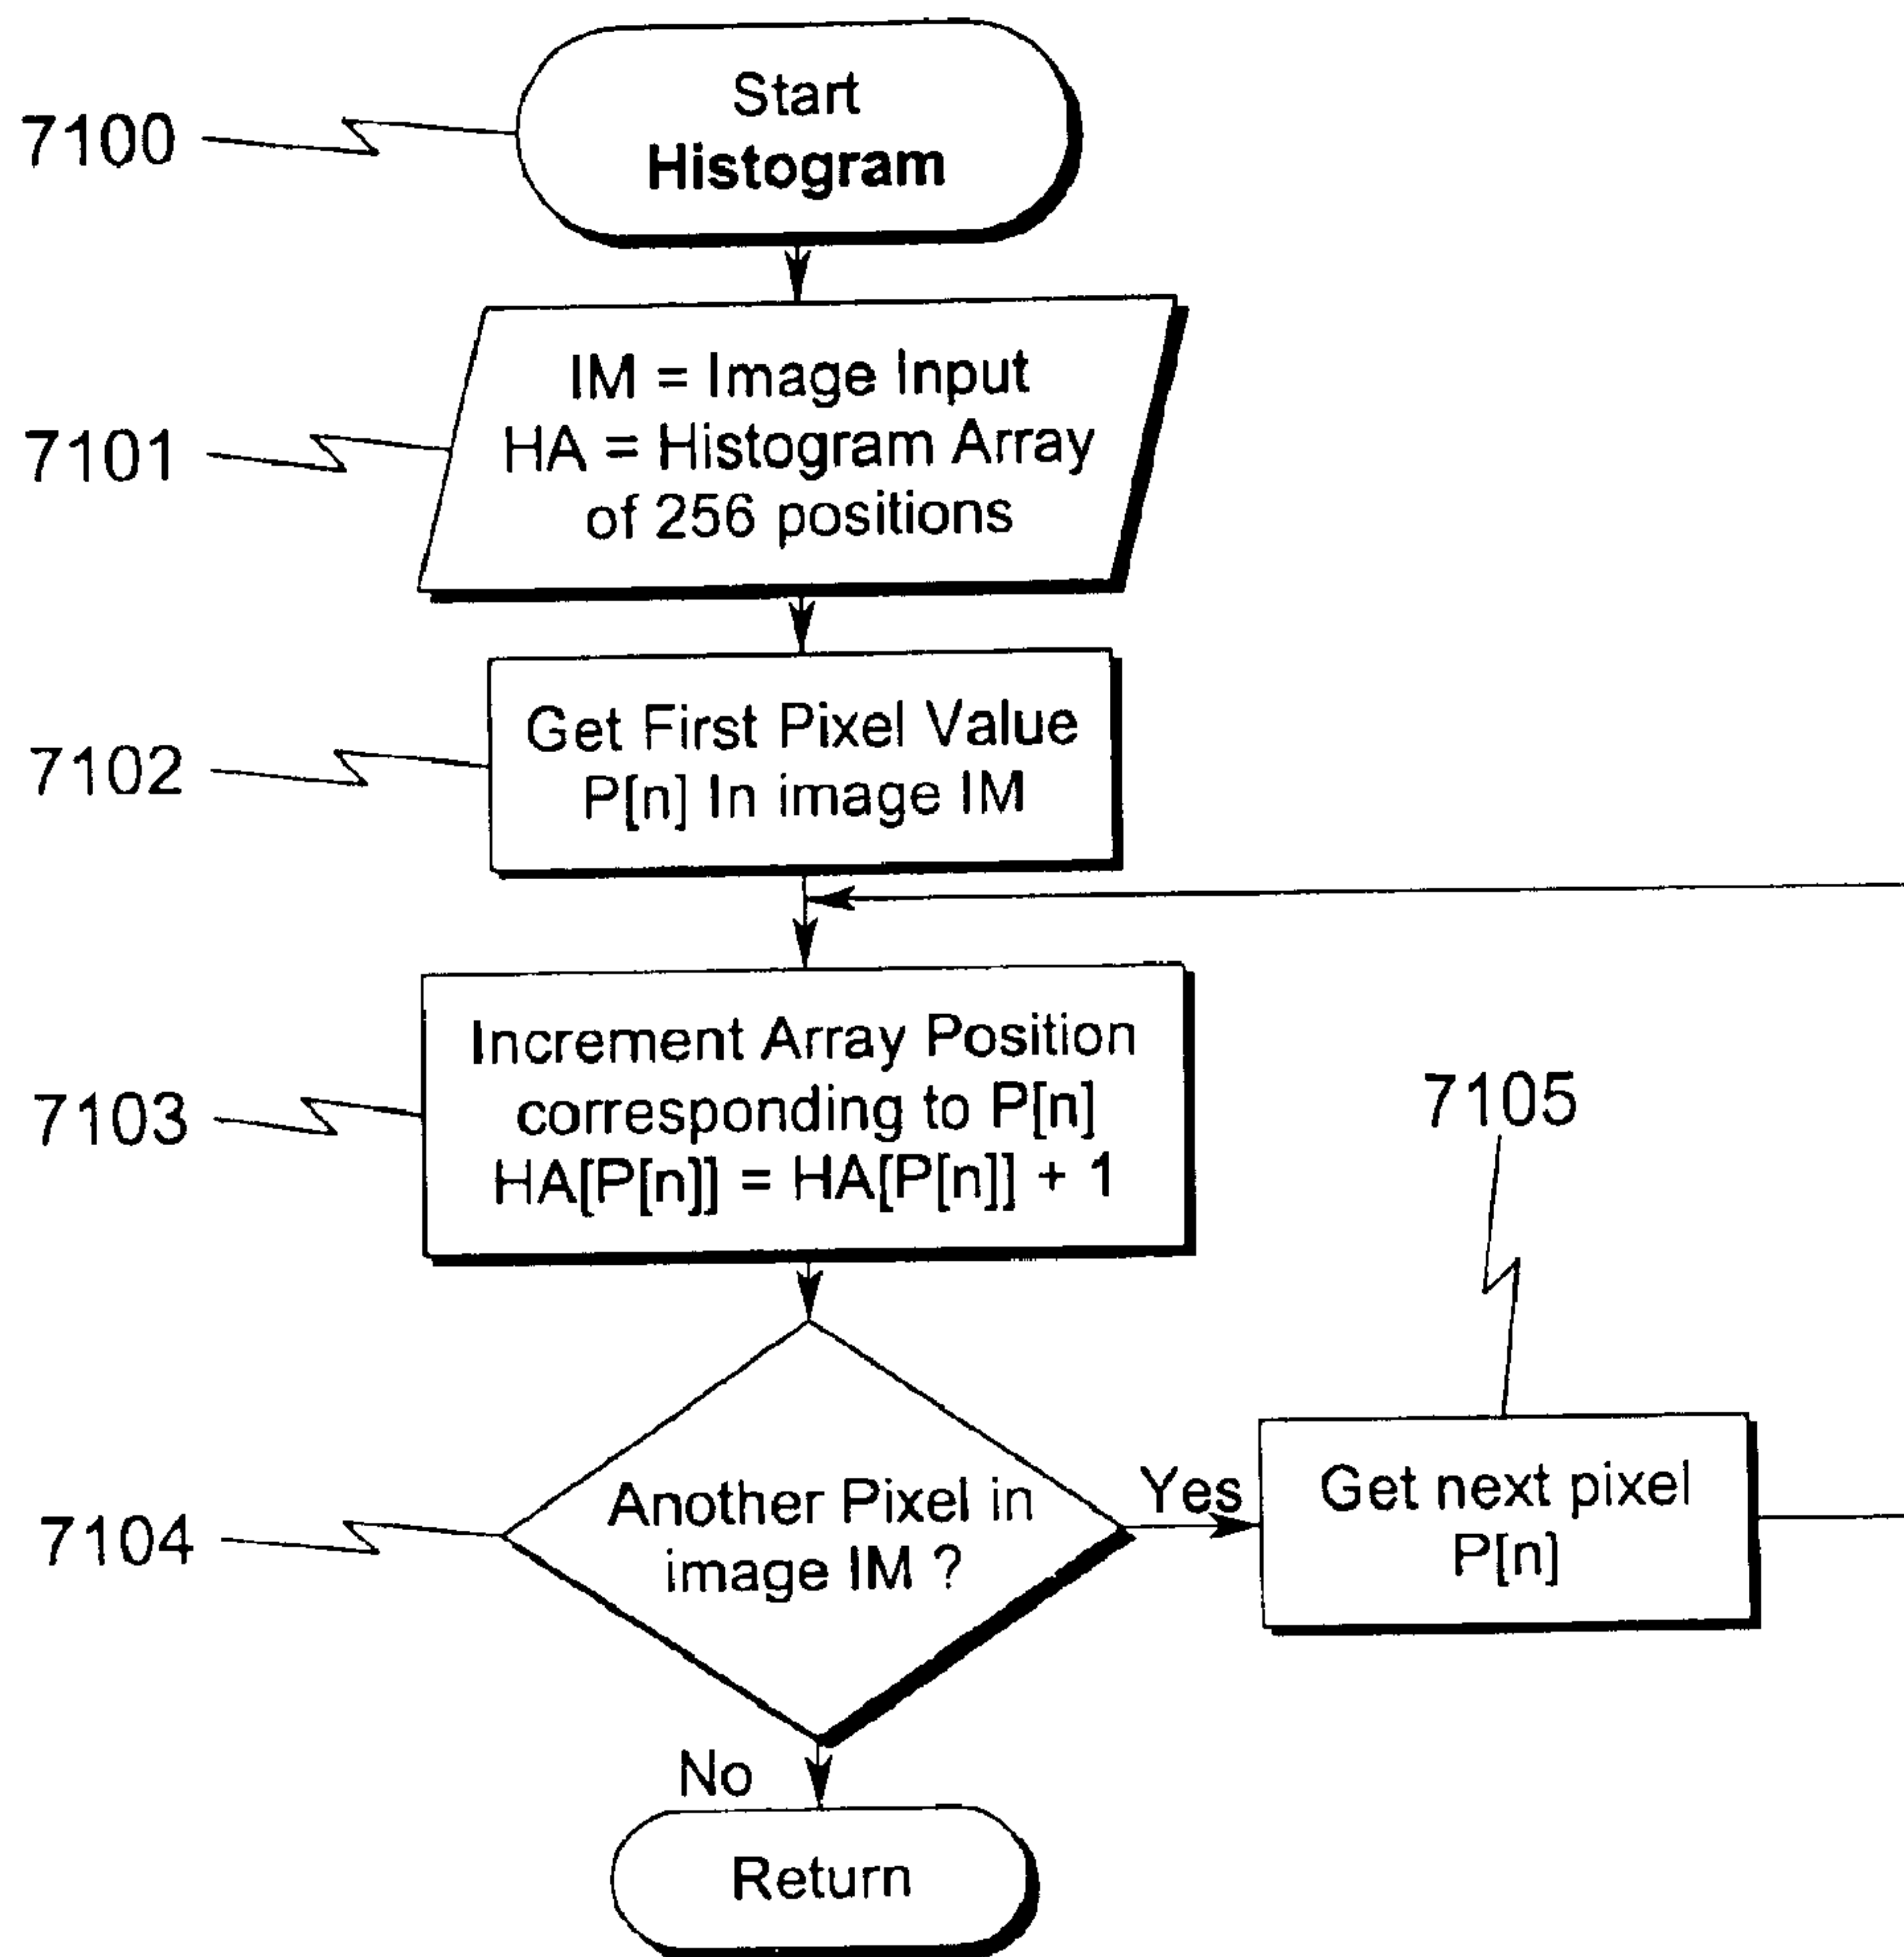 7100
Start
Histogram
7101
IM = Image Input
HA = Histogram Array
of 256 positions
7102
Get First Pixel Value
P[n] In image IM
7103
Increment Array Position
corresponding to P[n]
HA[P[n]] = HA[P[n]] + 1
7105
7104
Another Pixel in
image IM ?
Yes
Get next pixel
P[n]
No
Return